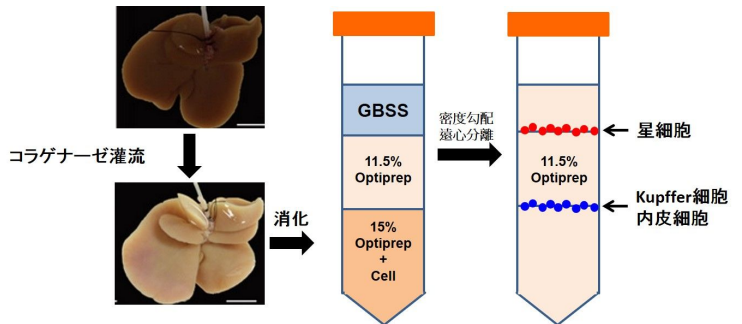 コラゲナーゼ灌流
消化
GBSS
11.5%
Optiprep
15%
Optiprep
+
Cell
密度勾配
遠心分離
11.5%
Optiprep
星細胞
Kupffer細胞
内皮細胞